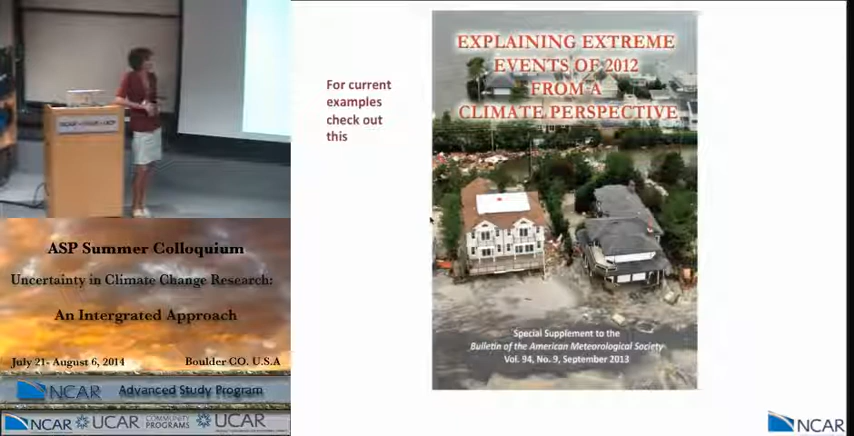 NCAR
ASP Summer Colloquium
Uncertainty in Climate Change Research:
An Intergrated Approach
July 21- August 6, 2014
Boulder CO. U.S.A
NCAR
Advanced Study Program
NCAR
UCAR
COMMUNITY
PROGRAMS
UCAR
For current
examples
check out
this
EXPLAINING EXTREME
EVENTS OF 2012
FROM A
CLIMATE PERSPECTIVE
Special Supplement to the
Bulletin of the American Meteorological Society
Vol. 94, No. 9, September 2013
NCAR